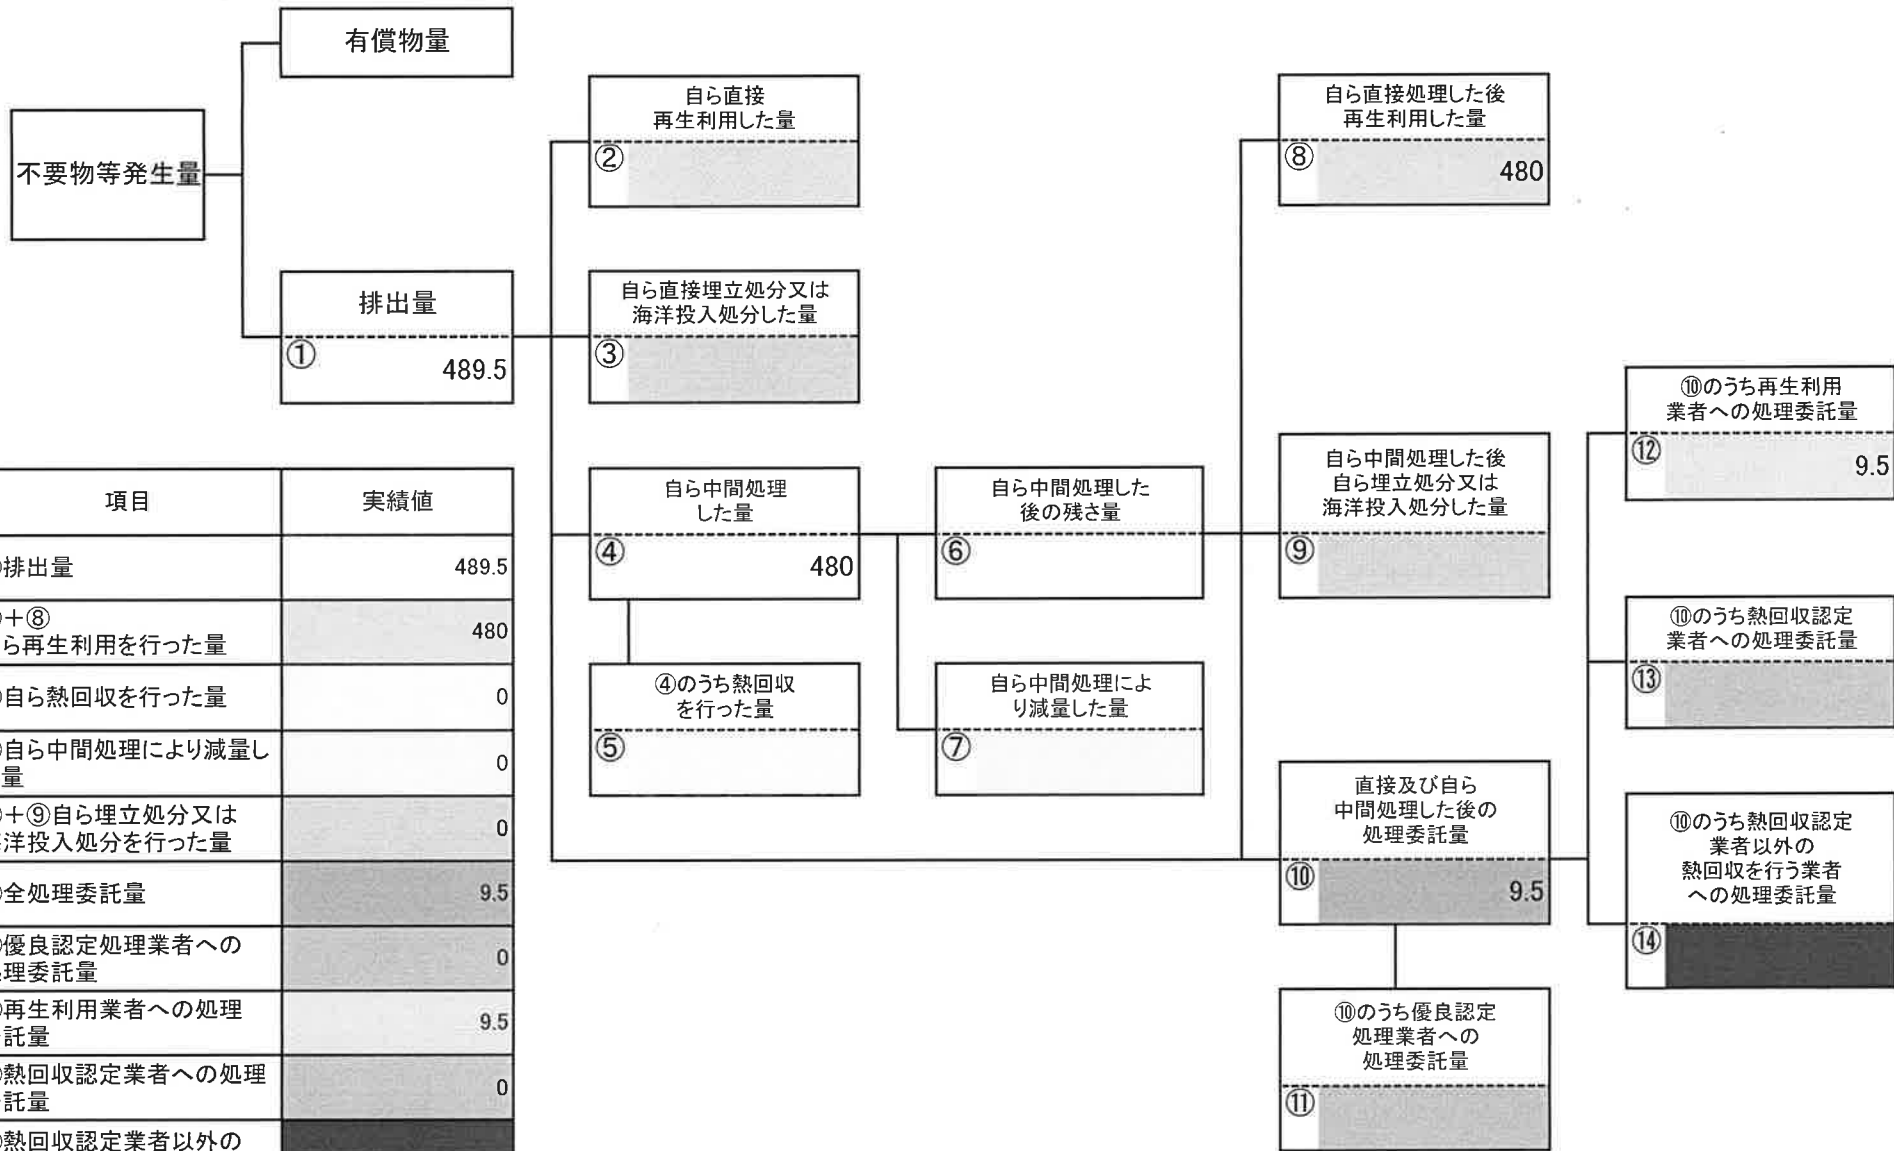 有償物量
不要物等発生量
排出量
①
489.5
自ら直接
再生利用した量
②
自ら直接埋立処分又は
海洋投入処分した量
③
自ら中間処理
した量
④
480
④のうち熱回収
を行った量
⑤
自ら中間処理した
後の残さ量
⑥
自ら中間処理によ
り減量した量
⑦
自ら直接処理した後
再生利用した量
⑧
480
自ら中間処理した後
自ら埋立処分又は
海洋投入処分した量
⑨
直接及び自ら
中間処理した後の
処理委託量
⑩
9.5
⑩のうち優良認定
処理業者への
処理委託量
⑪
⑩のうち再生利用
業者への処理委託量
⑫
9.5
⑩のうち熱回収認定
業者への処理委託量
⑬
⑩のうち熱回収認定
業者以外の
熱回収を行う業者
への処理委託量
⑭
項目 実績値
排出量 489.5
+⑧
ら再生利用を行った量 480
自ら熱回収を行った量 0
自ら中間処理により減量し
量 0
+⑨自ら埋立処分又は
洋投入処分を行った量 0
全処理委託量 9.5
優良認定処理業者への
理委託量 0
再生利用業者への処理
託量 9.5
熱回収認定業者への処理
託量 0
熱回収認定業者以外の